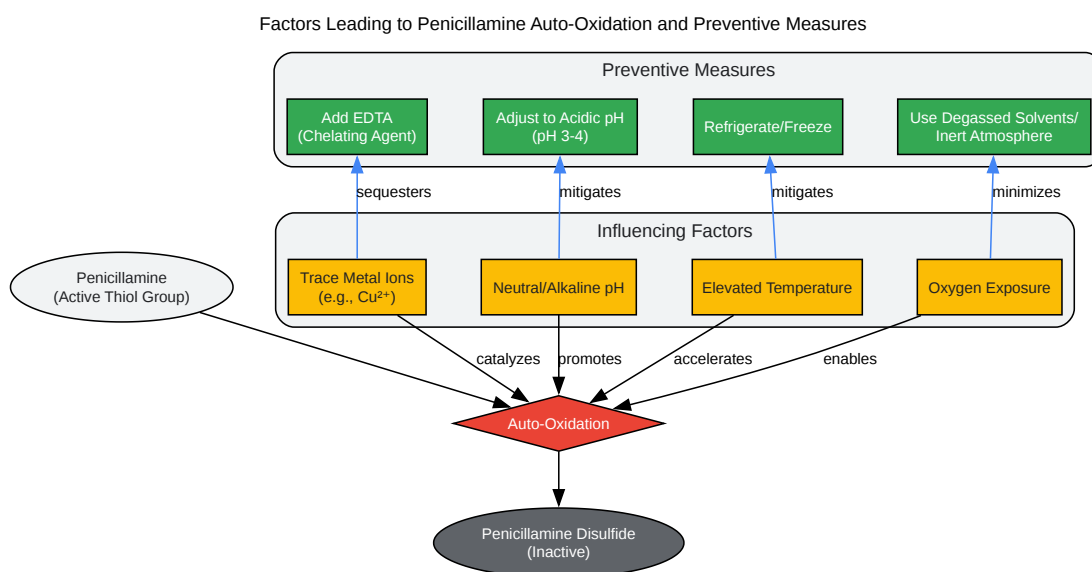 Factors Leading to Penicillamine Auto-Oxidation and Preventive Measures
Preventive Measures
Add EDTA
(Chelating Agent)
Adjust to Acidic pH
(pH 3-4)
Refrigerate/Freeze
Use Degassed Solvents/
Inert Atmosphere
sequesters
mitigates
mitigates
minimizes
Influencing Factors
Penicillamine
(Active Thiol Group)
Trace Metal Ions
(e.g., Cu²⁺)
Neutral/Alkaline pH
Elevated Temperature
Oxygen Exposure
catalyzes
promotes
accelerates
enables
Auto-Oxidation
Penicillamine Disulfide
(Inactive)